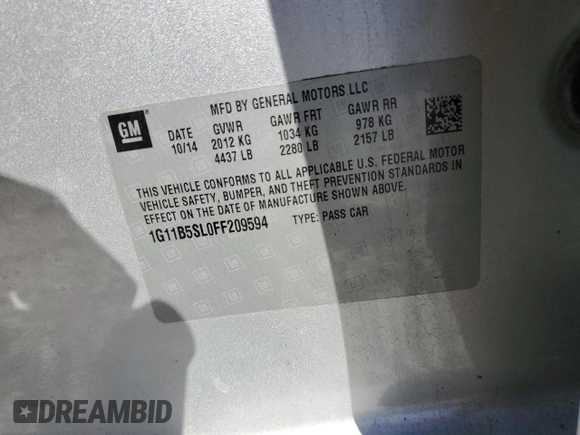 MFD BY GENERAL MOTORS LLC
GM
DATE GVWR GAWR FRT GAWR RR
10/14 2012 KG 1034 KG 978 KG
4437 LB 2280 LB 2157 LB
THIS VEHICLE CONFORMS TO ALL APPLICABLE U.S. FEDERAL MOTOR
VEHICLE SAFETY, BUMPER, AND THEFT PREVENTION STANDARDS IN
EFFECT ON THE DATE OF MANUFACTURE SHOWN ABOVE.
1G11B5SL0FF209594 TYPE: PASS CAR
DREAMBID